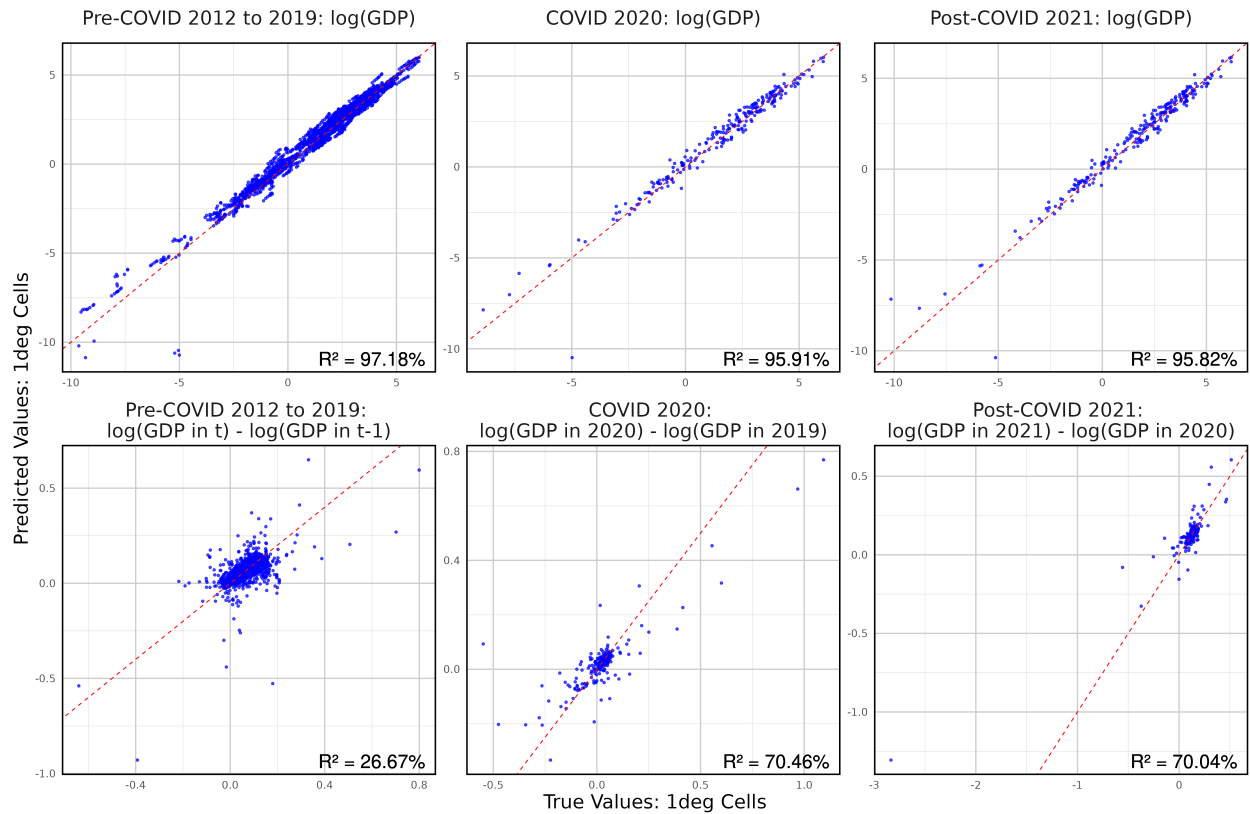 Pre-COVID 2012 to 2019: log(GDP)
COVID 2020: log(GDP)
Post-COVID 2021: log(GDP)
5
0
-5
-10
-10
-5
0
5
R² = 97.18%
5
0
-5
-10
-5
0
5
R² = 95.91%
5
0
-5
-10
-10
-5
0
5
R² = 95.82%
Predicted Values: 1deg Cells
Pre-COVID 2012 to 2019:
log(GDP in t) - log(GDP in t-1)
COVID 2020:
log(GDP in 2020) - log(GDP in 2019)
Post-COVID 2021:
log(GDP in 2021) - log(GDP in 2020)
0.5
0.0
-0.5
-1.0
-0.4
0.0
0.4
0.8
R² = 26.67%
0.8
0.4
0.0
-0.5
0.0
0.5
1.0
R² = 70.46%
0.5
0.0
-0.5
-1.0
-3
-2
-1
0
R² = 70.04%
True Values: 1deg Cells